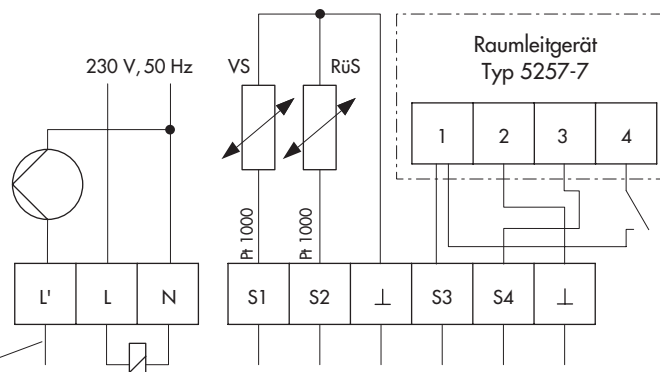 Raumleitgerät
Typ 5257-7
230 V, 50 Hz
VS
RüS
1
2
3
4
Pt 1000
Pt 1000
L'
L
N
S1
S2
⊥
S3
S4
⊥